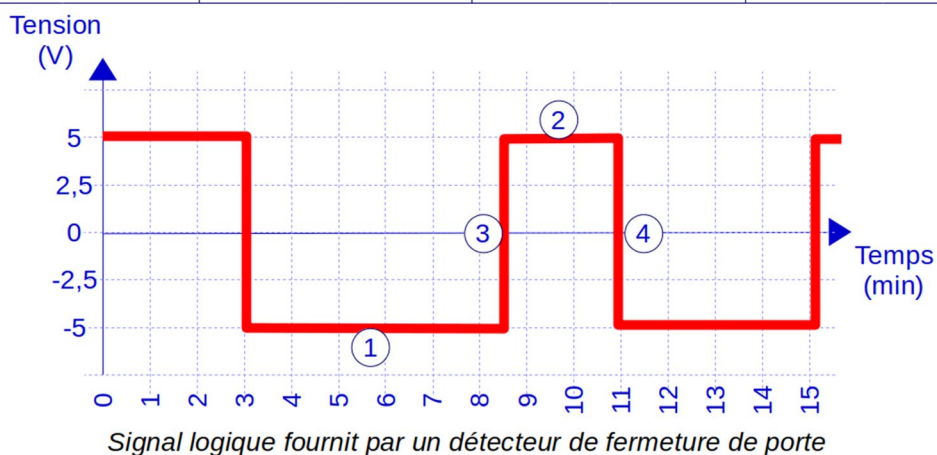 Tension
(V)
5
2,5
0
-2,5
-5
2
3
4
1
Temps
(min)
0 1 2 3 4 5 6 7 8 9 10 11 12 13 14 15
Signal logique fournit par un détecteur de fermeture de porte